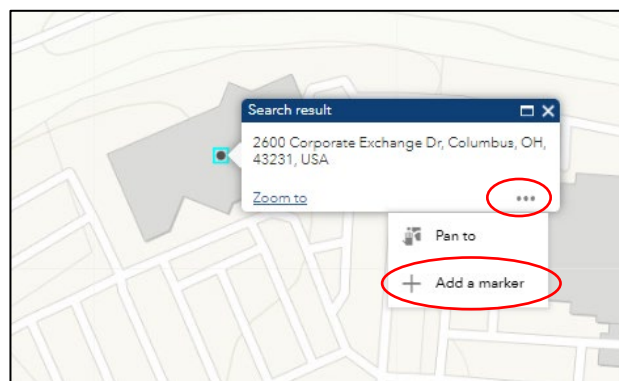 Search result
2600 Corporate Exchange Dr, Columbus, OH,
43231, USA
Zoom to
Pan to
Add a marker